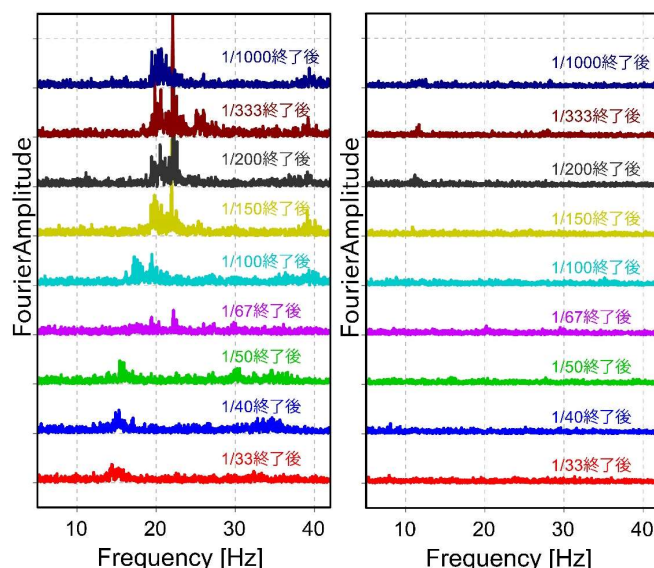 FourierAmplitude
1/1000終了後
1/333終了後
1/200終了後
1/150終了後
1/100終了後
1/67終了後
1/50終了後
1/40終了後
1/33終了後
10 20 30 40
Frequency [Hz]
FourierAmplitude
1/1000終了後
1/333終了後
1/200終了後
1/150終了後
1/100終了後
1/67終了後
1/50終了後
1/40終了後
1/33終了後
10 20 30 40
Frequency [Hz]